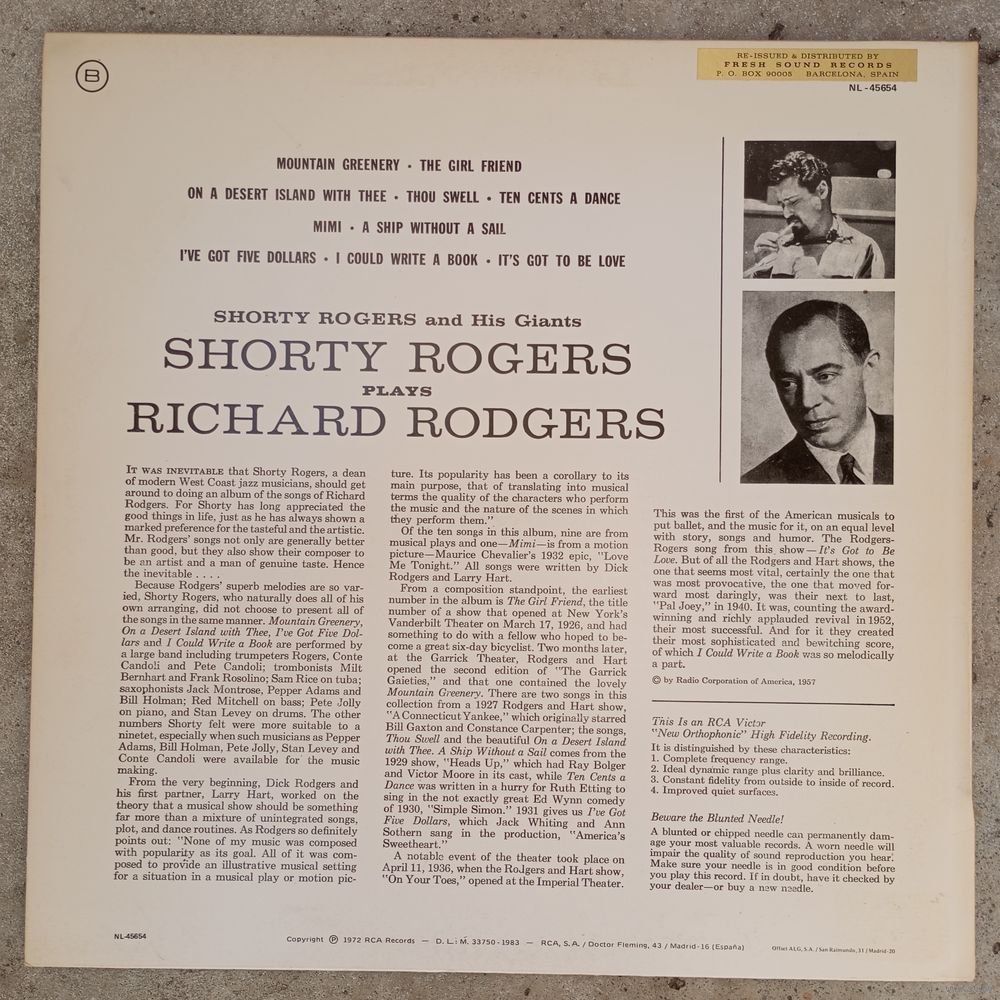 B
RE-ISSUED & DISTRIBUTED BY
FRESH SOUND RECORDS
P. O. BOX 90005 BARCELONA, SPAIN
NL-45654
MOUNTAIN GREENERY • THE GIRL FRIEND
ON A DESERT ISLAND WITH THEE • THOU SWELL • TEN CENTS A DANCE
MIMI • A SHIP WITHOUT A SAIL
I'VE GOT FIVE DOLLARS • I COULD WRITE A BOOK • IT'S GOT TO BE LOVE
SHORTY ROGERS and His Giants
SHORTY ROGERS
PLAYS
RICHARD RODGERS
IT WAS INEVITABLE that Shorty Rogers, a dean
of modern West Coast jazz musicians, should get
around to doing an album of the songs of Richard
Rodgers. For Shorty has long appreciated the
good things in life, just as he has always shown a
marked preference for the tasteful and the artistic.
Mr. Rodgers' songs not only are generally better
than good, but they also show their composer to
be an artist and a man of genuine taste. Hence
the inevitable . . . .
Because Rodgers' superb melodies are so var-
ied, Shorty Rogers, who naturally does all of his
own arranging, did not choose to present all of
the songs in the same manner. Mountain Greenery,
On a Desert Island with Thee, I've Got Five Dol-
lars and I Could Write a Book are performed by
a large band including trumpeters Rogers, Conte
Candoli and Pete Candoli; trombonists Milt
Bernhart and Frank Rosolino; Sam Rice on tuba;
saxophonists Jack Montrose, Pepper Adams and
Bill Holman; Red Mitchell on bass; Pete Jolly
on piano, and Stan Levey on drums. The other
numbers Shorty felt were more suitable to a
ninetet, especially when such musicians as Pepper
Adams, Bill Holman, Pete Jolly, Stan Levey and
Conte Candoli were available for the music
making.
From the very beginning, Dick Rodgers and
his first partner, Larry Hart, worked on the
theory that a musical show should be something
far more than a mixture of unintegrated songs,
plot, and dance routines. As Rodgers so definitely
points out: "None of my music was composed
with popularity as its goal. All of it was com-
posed to provide an illustrative musical setting
for a situation in a musical play or motion pic-
ture. Its popularity has been a corollary to its
main purpose, that of translating into musical
terms the quality of the characters who perform
the music and the nature of the scenes in which
they perform them."
Of the ten songs in this album, nine are from
musical plays and one—Mimi—is from a motion
picture—Maurice Chevalier's 1932 epic, "Love
Me Tonight." All songs were written by Dick
Rodgers and Larry Hart.
From a composition standpoint, the earliest
number in the album is The Girl Friend, the title
number of a show that opened at New York's
Vanderbilt Theater on March 17, 1926, and had
something to do with a fellow who hoped to be-
come a great six-day bicyclist. Two months later,
at the Garrick Theater, Rodgers and Hart
opened the second edition of "The Garrick
Gaieties," and that one contained the lovely
Mountain Greenery. There are two songs in this
collection from a 1927 Rodgers and Hart show,
"A Connecticut Yankee," which originally starred
Bill Gaxton and Constance Carpenter; the songs,
Thou Swell and the beautiful On a Desert Island
with Thee. A Ship Without a Sail comes from the
1929 show, "Heads Up," which had Ray Bolger
and Victor Moore in its cast, while Ten Cents a
Dance was written in a hurry for Ruth Etting to
sing in the not exactly great Ed Wynn comedy
of 1930, "Simple Simon." 1931 gives us I've Got
Five Dollars, which Jack Whiting and Ann
Sothern sang in the production, "America's
Sweetheart."
A notable event of the theater took place on
April 11, 1936, when the Rodgers and Hart show,
"On Your Toes," opened at the Imperial Theater.
This was the first of the American musicals to
put ballet, and the music for it, on an equal level
with story, songs and humor. The Rodgers-
Rogers song from this show—It's Got to Be
Love. But of all the Rodgers and Hart shows, the
one that seems most vital, certainly the one that
was most provocative, the one that moved for-
ward most daringly, was their next to last,
"Pal Joey," in 1940. It was, counting the award-
winning and richly applauded revival in 1952,
their most successful. And for it they created
their most sophisticated and bewitching score,
of which I Could Write a Book was so melodically
a part.
© by Radio Corporation of America, 1957
This Is an RCA Victor
"New Orthophonic" High Fidelity Recording.
It is distinguished by these characteristics:
1. Complete frequency range.
2. Ideal dynamic range plus clarity and brilliance.
3. Constant fidelity from outside to inside of record.
4. Improved quiet surfaces.
Beware the Blunted Needle!
A blunted or chipped needle can permanently dam-
age your most valuable records. A worn needle will
impair the quality of sound reproduction you hear.
Make sure your needle is in good condition before
you play this record. If in doubt, have it checked by
your dealer—or buy a new needle.
NL-45654
Copyright Ⓟ 1972 RCA Records — D. L.: M. 33750-1983 — RCA, S.A. / Doctor Fleming, 43 / Madrid-16 (España)
Offset ALG, S.A. / San Raimundo, 31 / Madrid-20